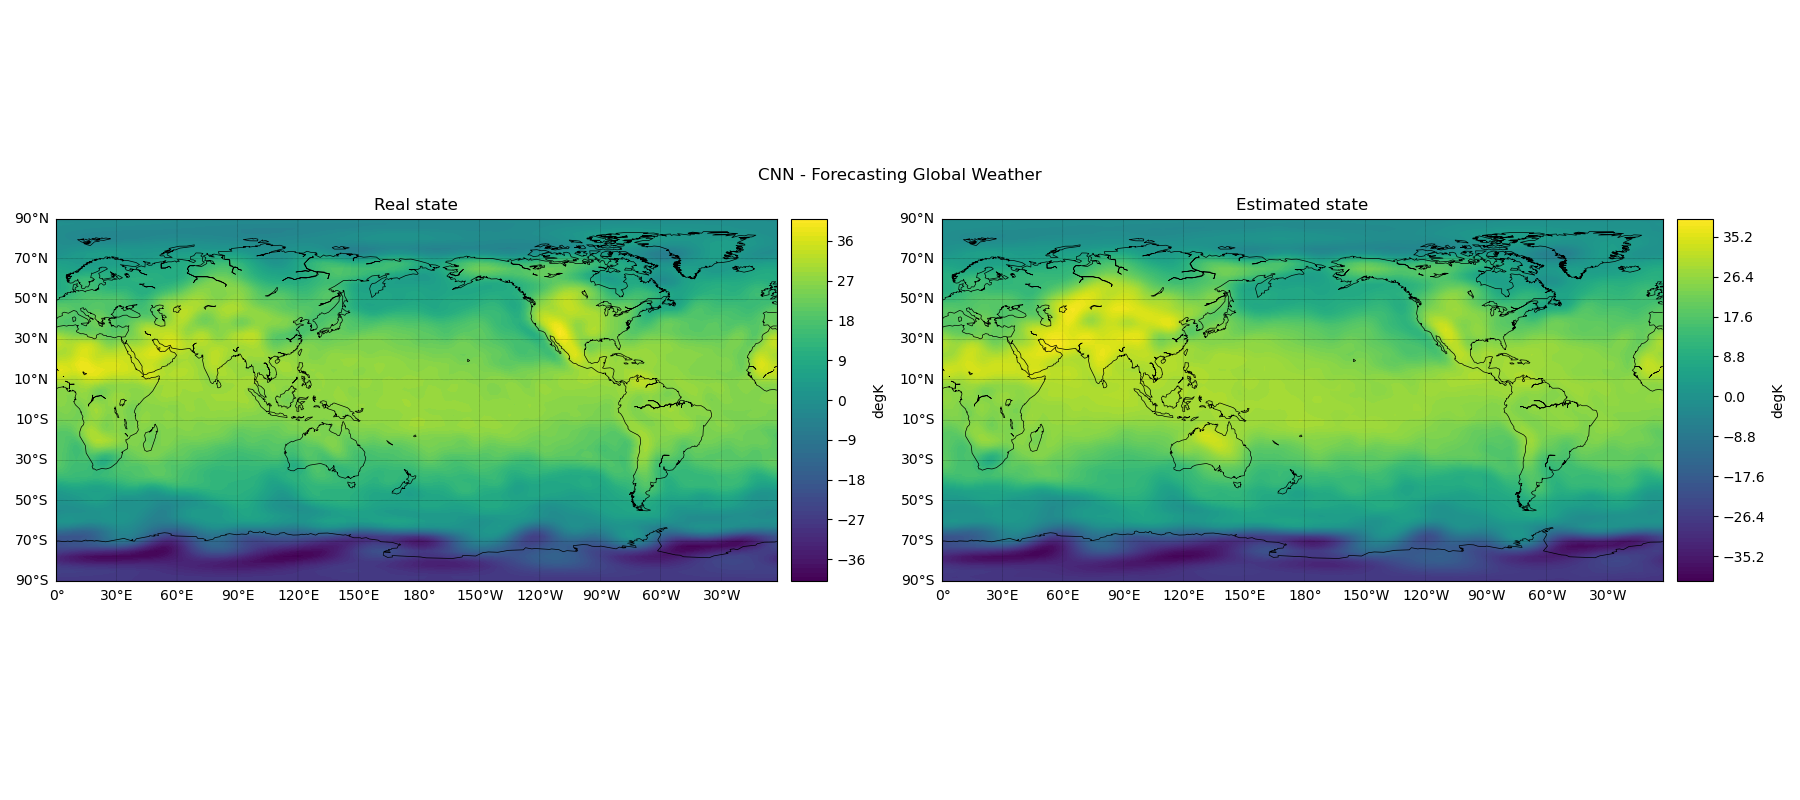 CNN - Forecasting Global Weather
Real state
90°N
70°N
50°N
30°N
10°N
10°S
30°S
50°S
70°S
90°S
0° 30°E 60°E 90°E 120°E 150°E 180° 150°W 120°W 90°W 60°W 30°W
36
27
18
9
0
−9
−18
−27
−36
degK
Estimated state
90°N
70°N
50°N
30°N
10°N
10°S
30°S
50°S
70°S
90°S
0° 30°E 60°E 90°E 120°E 150°E 180° 150°W 120°W 90°W 60°W 30°W
35.2
26.4
17.6
8.8
0.0
−8.8
−17.6
−26.4
−35.2
degK